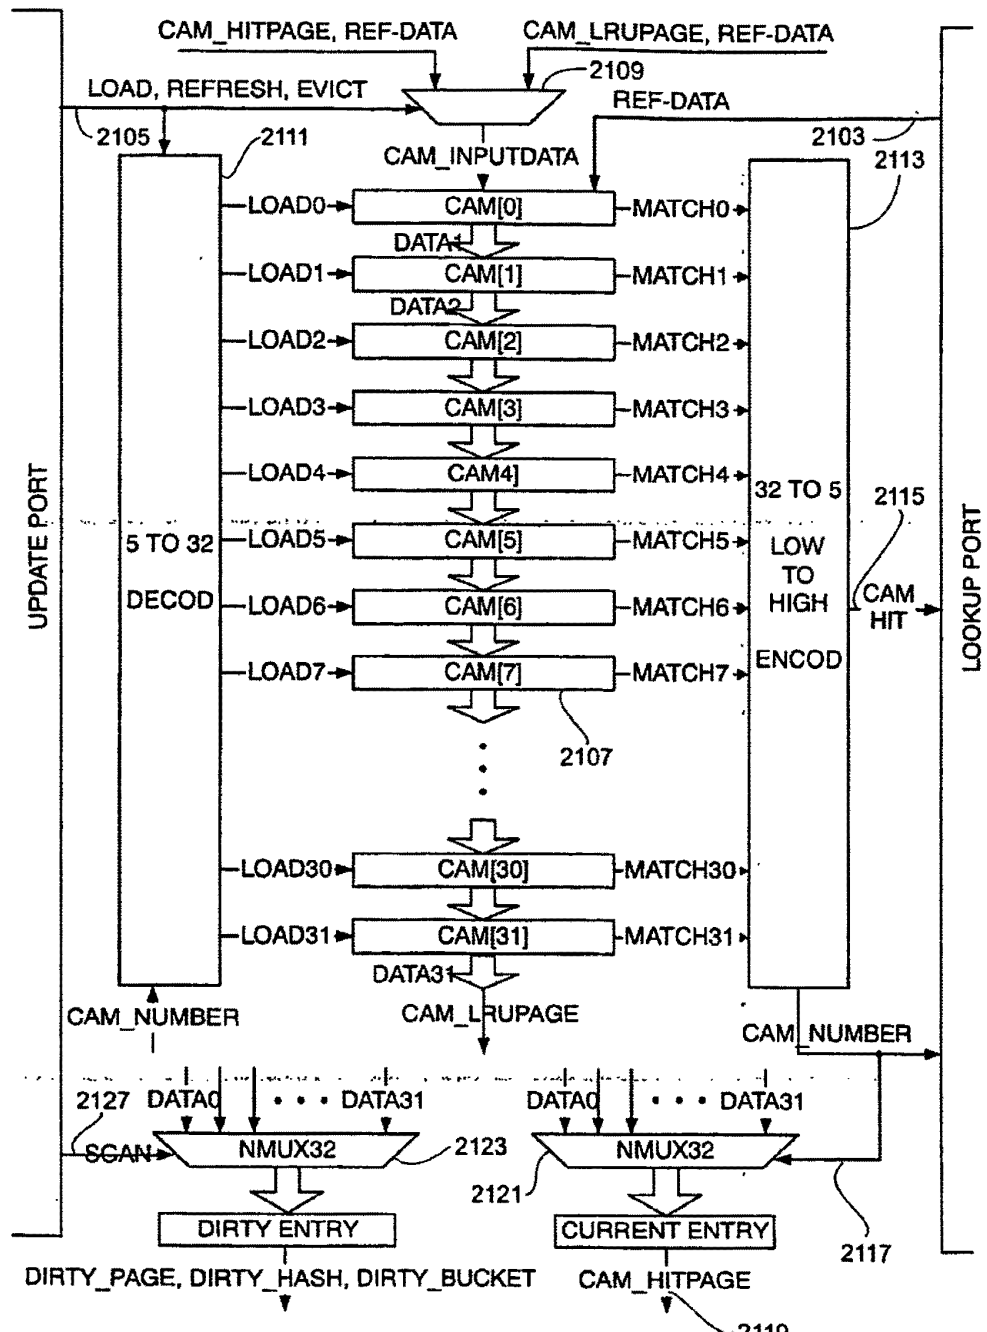 CAM_HITPAGE, REF-DATA
CAM_LRUPAGE, REF-DATA
2109
LOAD, REFRESH, EVICT
REF-DATA
2105
2111
2103
2113
CAM_INPUTDATA
LOAD0
CAM[0]
MATCH0
DATA1
LOAD1
CAM[1]
MATCH1
DATA2
LOAD2
CAM[2]
MATCH2
LOAD3
CAM[3]
MATCH3
LOAD4
CAM4]
MATCH4
32 TO 5
LOW
TO
HIGH
ENCOD
2115
CAM
HIT
UPDATE PORT
LOOKUP PORT
5 TO 32
DECOD
LOAD5
CAM[5]
MATCH5
LOAD6
CAM[6]
MATCH6
LOAD7
CAM[7]
MATCH7
2107
LOAD30
CAM[30]
MATCH30
LOAD31
CAM[31]
MATCH31
DATA31
CAM_NUMBER
CAM_LRUPAGE
CAM_NUMBER
2127
DATA0
• • •
DATA31
DATA0
• • •
DATA31
SCAN
NMUX32
2123
NMUX32
2121
2117
DIRTY ENTRY
CURRENT ENTRY
DIRTY_PAGE, DIRTY_HASH, DIRTY_BUCKET
CAM_HITPAGE
2119